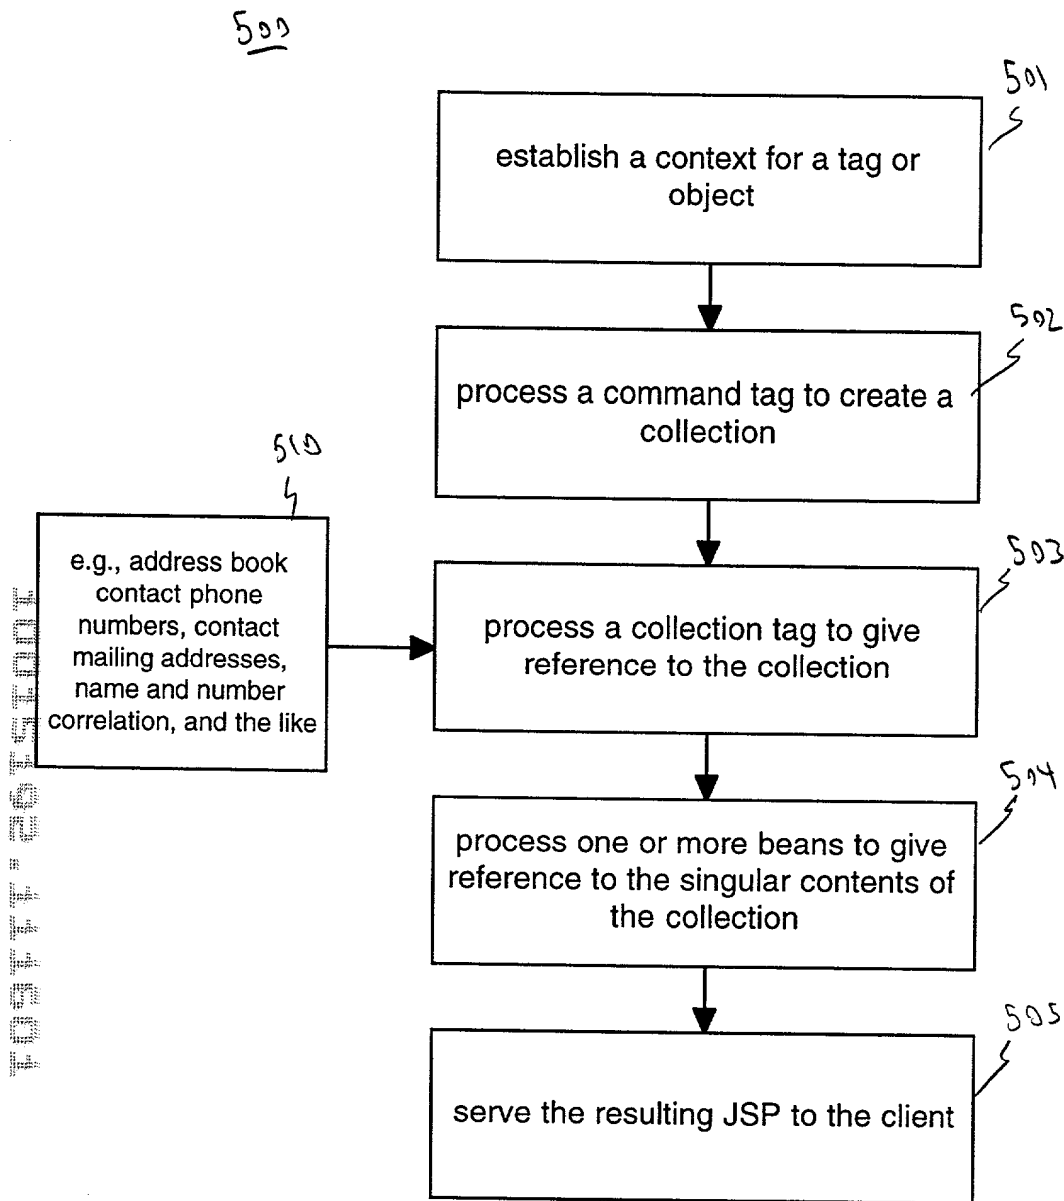 500
501
establish a context for a tag or
object
502
process a command tag to create a
collection
510
e.g., address book
contact phone
numbers, contact
mailing addresses,
name and number
correlation, and the like
503
process a collection tag to give
reference to the collection
504
process one or more beans to give
reference to the singular contents of
the collection
505
serve the resulting JSP to the client